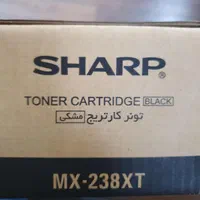 SHARP®
TONER CARTRIDGE BLACK
تونر کارتریج مشکی
MX-238XT